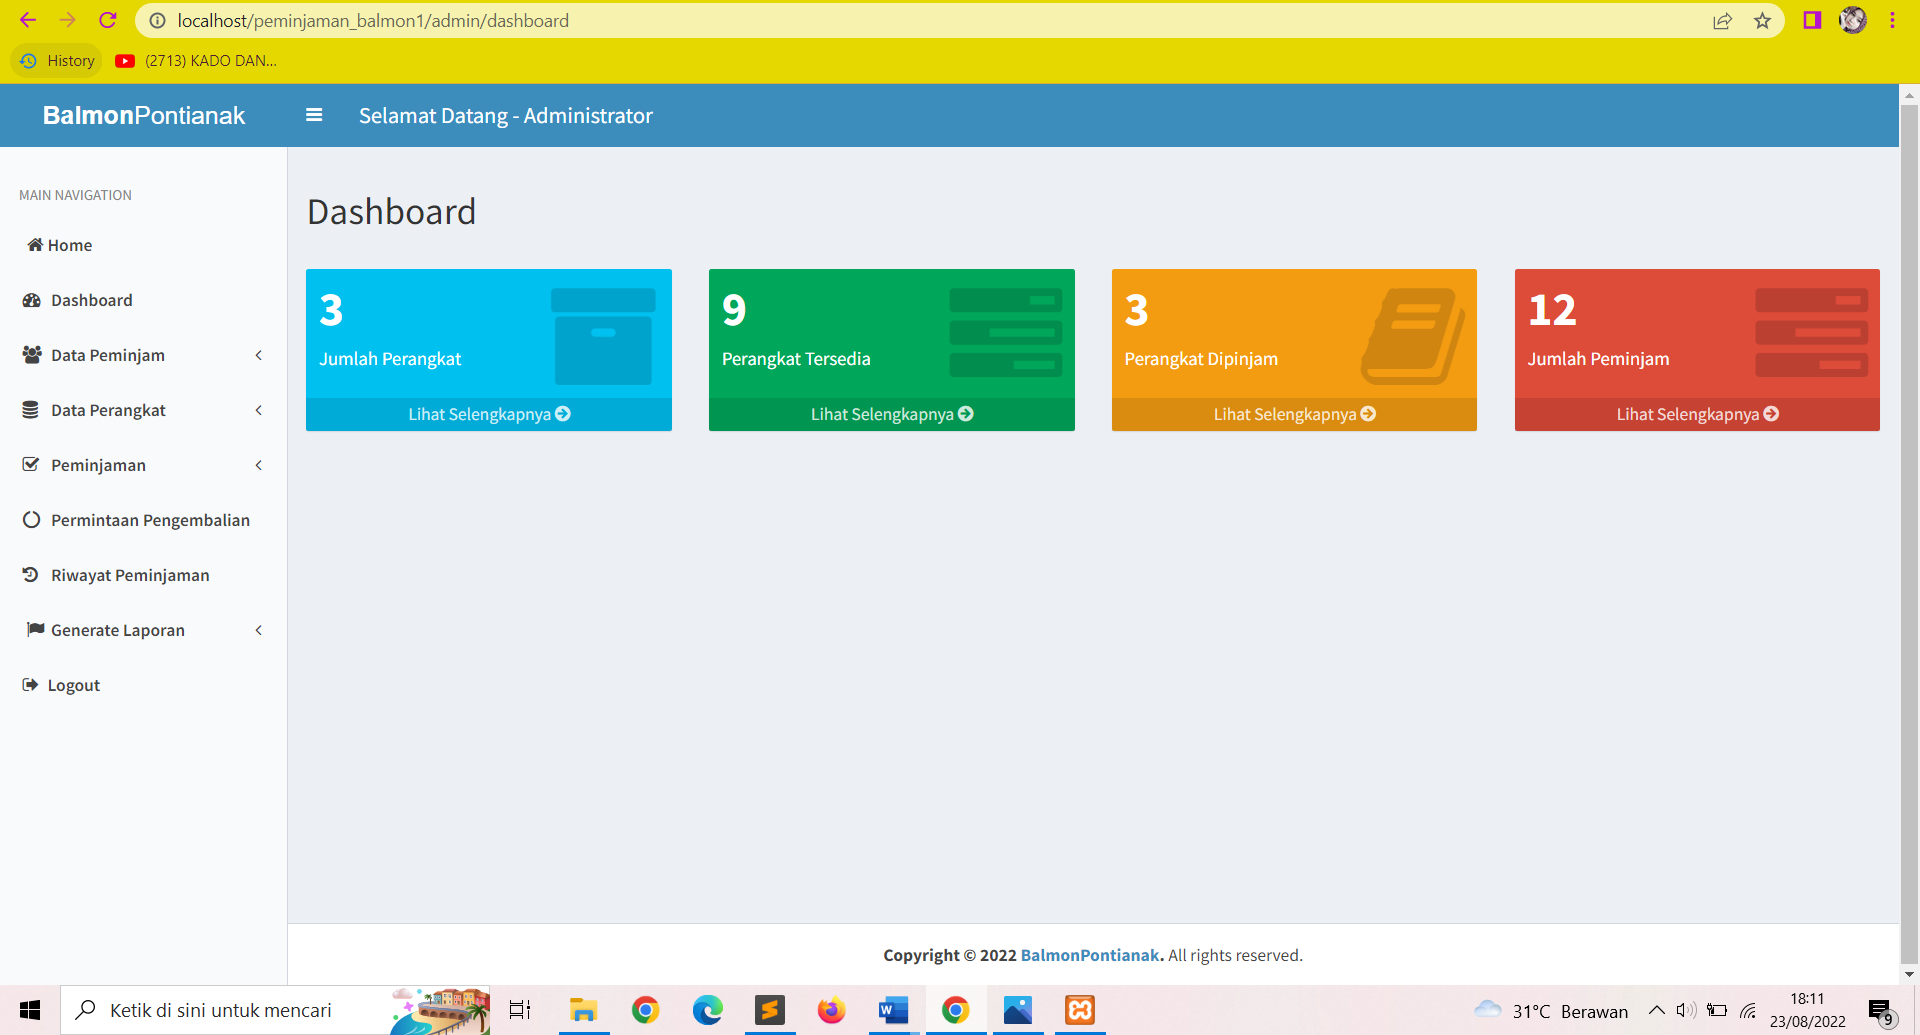 localhost/peminjaman_balmon1/admin/dashboard
History
(2713) KADO DAN...
BalmonPontianak
Selamat Datang - Administrator
MAIN NAVIGATION
Home
Dashboard
Data Peminjam
Data Perangkat
Peminjaman
Permintaan Pengembalian
Riwayat Peminjaman
Generate Laporan
Logout
Dashboard
3
Jumlah Perangkat
Lihat Selengkapnya
9
Perangkat Tersedia
Lihat Selengkapnya
3
Perangkat Dipinjam
Lihat Selengkapnya
12
Jumlah Peminjam
Lihat Selengkapnya
Copyright © 2022 BalmonPontianak. All rights reserved.
Ketik di sini untuk mencari
31°C Berawan
18:11
23/08/2022
9